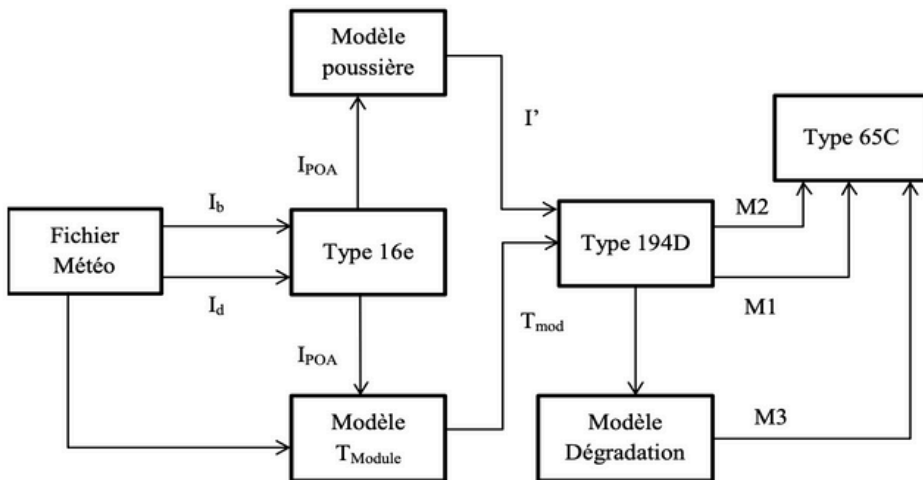 Modèle
poussière
Type 65C
I'
I_POA
M2
I_b
Fichier
Météo
Type 16e
Type 194D
I_d
M1
T_mod
I_POA
Modèle
T_Module
Modèle
Dégradation
M3